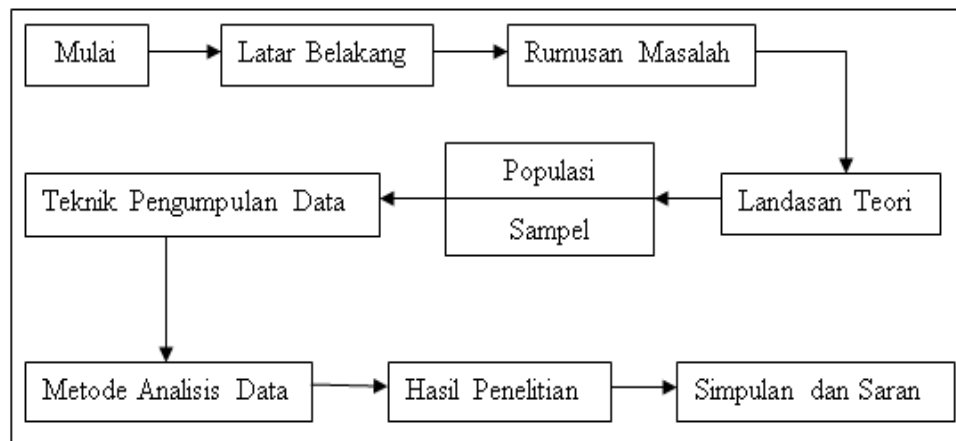 Mulai
Latar Belakang
Rumusan Masalah
Landasan Teori
Populasi
Sampel
Teknik Pengumpulan Data
Metode Analisis Data
Hasil Penelitian
Simpulan dan Saran